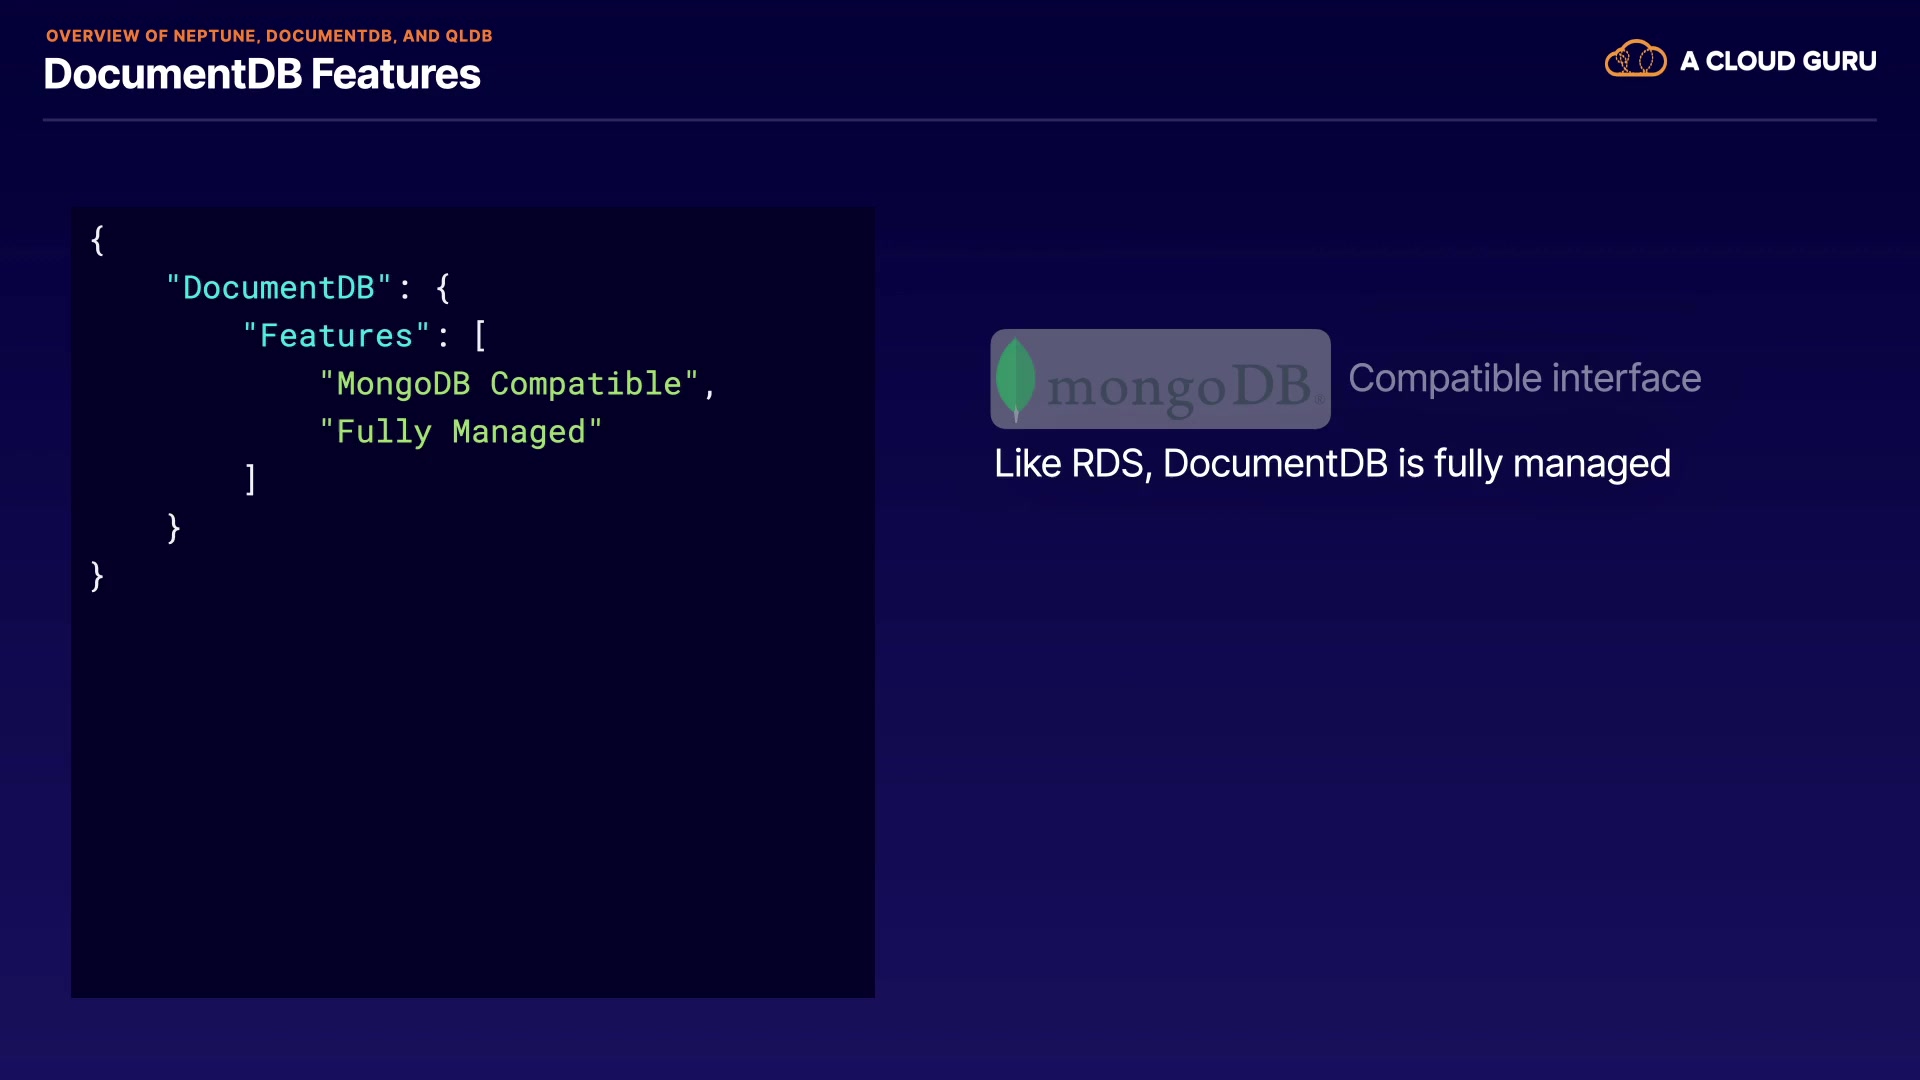 OVERVIEW OF NEPTUNE, DOCUMENTDB, AND QLDB
DocumentDB Features
A CLOUD GURU
{
"DocumentDB": {
"Features": [
"MongoDB Compatible",
"Fully Managed"
]
}
}
mongoDB® Compatible interface
Like RDS, DocumentDB is fully managed